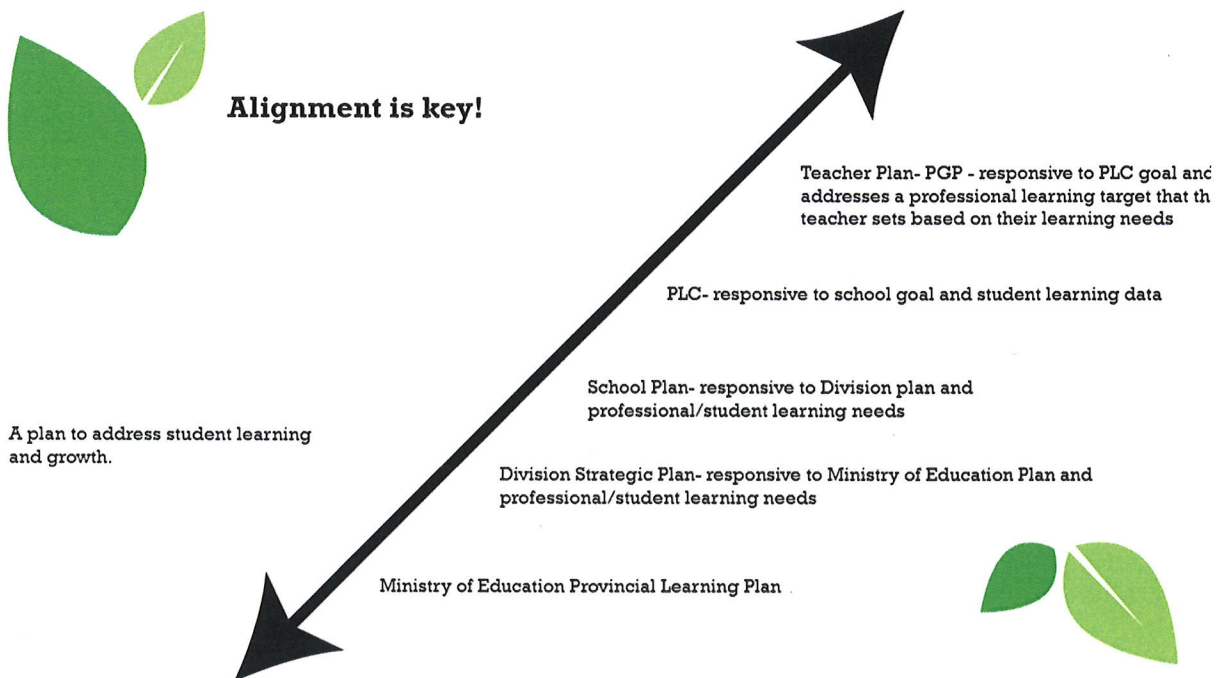 Alignment is key!
Teacher Plan- PGP - responsive to PLC goal and
addresses a professional learning target that th
teacher sets based on their learning needs
PLC- responsive to school goal and student learning data
School Plan- responsive to Division plan and
professional/student learning needs
A plan to address student learning
and growth.
Division Strategic Plan- responsive to Ministry of Education Plan and
professional/student learning needs
Ministry of Education Provincial Learning Plan